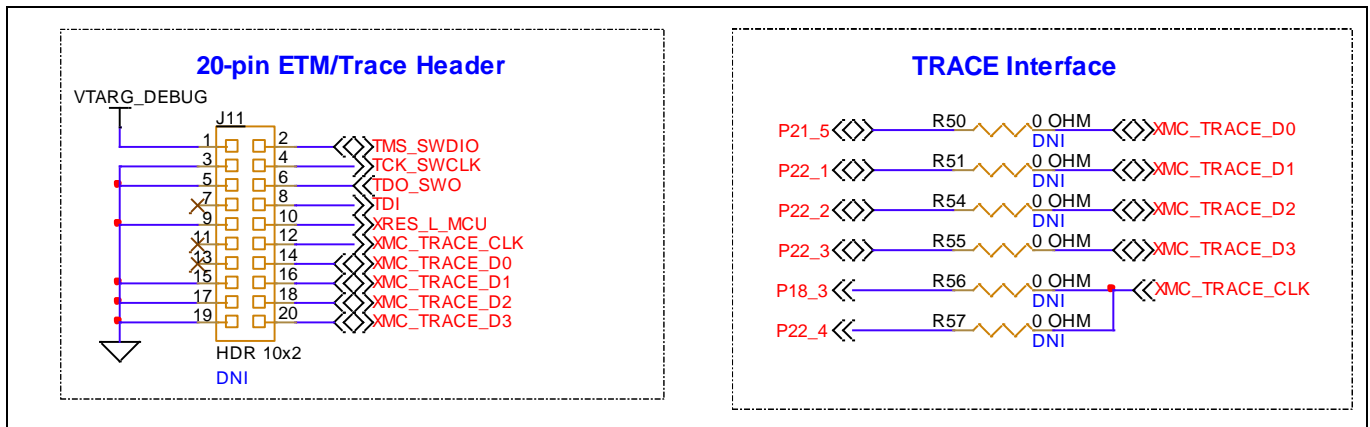 20-pin ETM/Trace Header
VTARG_DEBUG
J11
1 2 TMS_SWDIO
3 4 TCK_SWCLK
5 6 TDO_SWO
7 8 TDI
9 10 XRES_L_MCU
11 12 XMC_TRACE_CLK
13 14 XMC_TRACE_D0
15 16 XMC_TRACE_D1
17 18 XMC_TRACE_D2
19 20 XMC_TRACE_D3
HDR 10x2
DNI
TRACE Interface
P21_5 R50 0 OHM XMC_TRACE_D0
DNI
P22_1 R51 0 OHM XMC_TRACE_D1
DNI
P22_2 R54 0 OHM XMC_TRACE_D2
DNI
P22_3 R55 0 OHM XMC_TRACE_D3
DNI
P18_3 R56 0 OHM XMC_TRACE_CLK
DNI
P22_4 R57 0 OHM
DNI